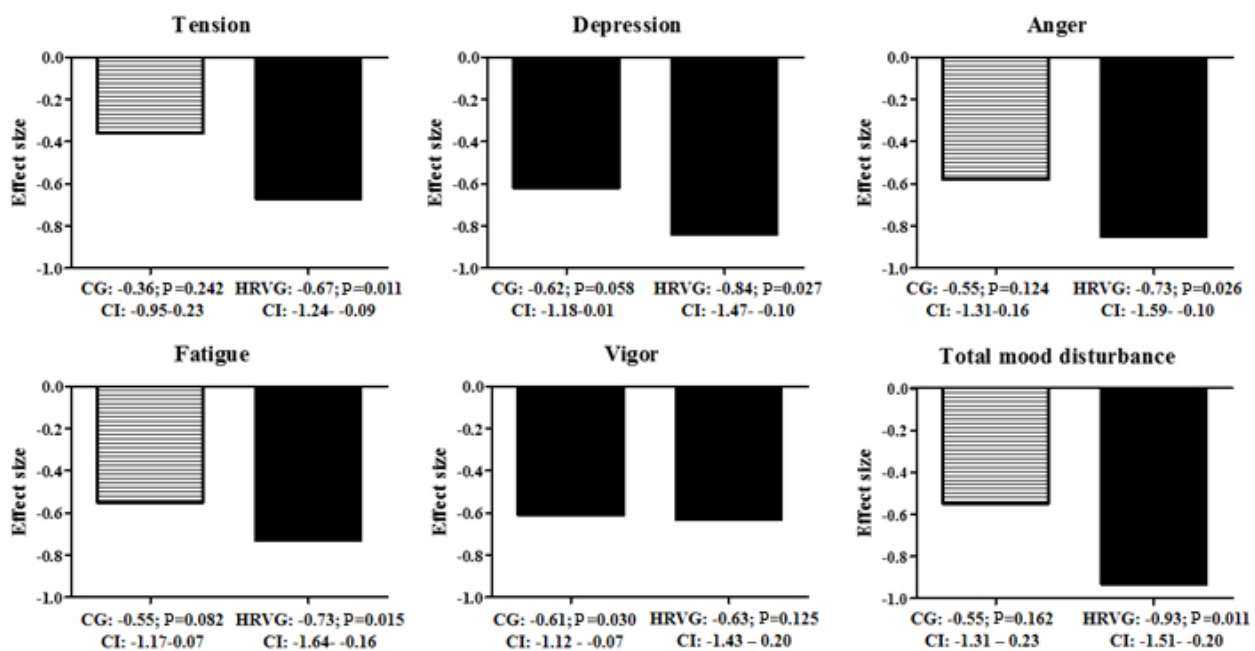 Tension
Depression
Anger
Effect size
0.0
-0.2
-0.4
-0.6
-0.8
-1.0
Effect size
0.0
-0.2
-0.4
-0.6
-0.8
-1.0
Effect size
0.0
-0.2
-0.4
-0.6
-0.8
-1.0
CG: -0.36; P=0.242 HRVG: -0.67; P=0.011
CI: -0.95-0.23 CI: -1.24- -0.09
CG: -0.62; P=0.058 HRVG: -0.84; P=0.027
CI: -1.18-0.01 CI: -1.47- -0.10
CG: -0.55; P=0.124 HRVG: -0.73; P=0.026
CI: -1.31-0.16 CI: -1.59- -0.10
Fatigue
Vigor
Total mood disturbance
Effect size
0.0
-0.2
-0.4
-0.6
-0.8
-1.0
Effect size
0.0
-0.2
-0.4
-0.6
-0.8
-1.0
Effect size
0.0
-0.2
-0.4
-0.6
-0.8
-1.0
CG: -0.55; P=0.082 HRVG: -0.73; P=0.015
CI: -1.17-0.07 CI: -1.64- -0.16
CG: -0.61; P=0.030 HRVG: -0.63; P=0.125
CI: -1.12 – -0.07 CI: -1.43 – 0.20
CG: -0.55; P=0.162 HRVG: -0.93; P=0.011
CI: -1.31 – 0.23 CI: -1.51- -0.20